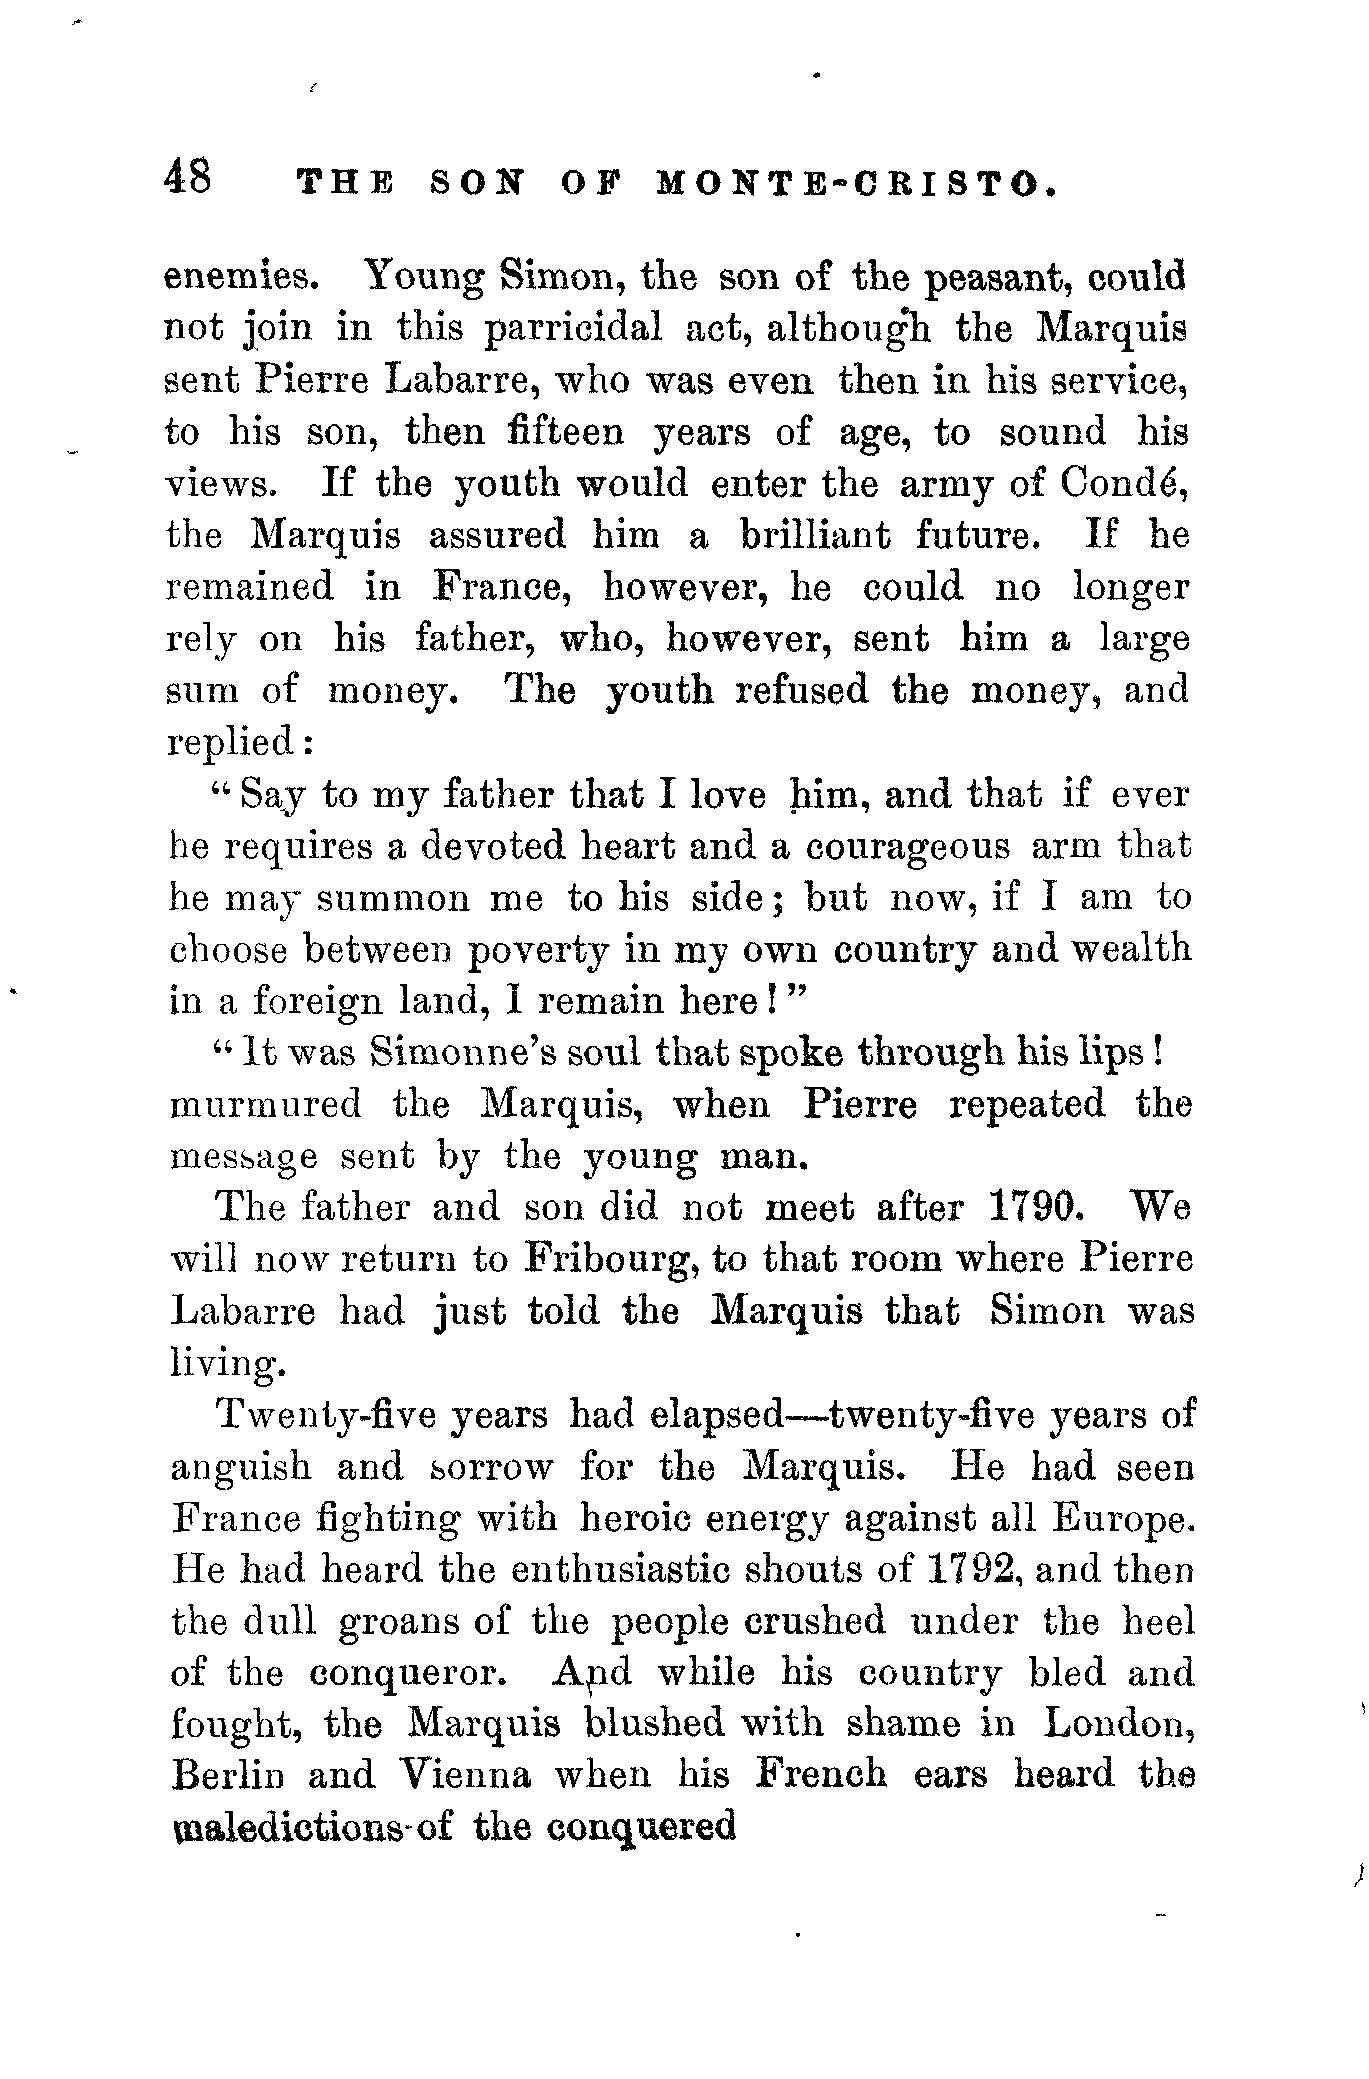 48 THE SON OF MONTE-CRISTO.
enemies. Young Simon, the son of the peasant, could
not join in this parricidal act, although the Marquis
sent Pierre Labarre, who was even then in his service,
to his son, then fifteen years of age, to sound his
views. If the youth would enter the army of Condé,
the Marquis assured him a brilliant future. If he
remained in France, however, he could no longer
rely on his father, who, however, sent him a large
sum of money. The youth refused the money, and
replied:
“Say to my father that I love him, and that if ever
he requires a devoted heart and a courageous arm that
he may summon me to his side; but now, if I am to
choose between poverty in my own country and wealth
in a foreign land, I remain here!”
“It was Simonne’s soul that spoke through his lips!
murmured the Marquis, when Pierre repeated the
message sent by the young man.
The father and son did not meet after 1790. We
will now return to Fribourg, to that room where Pierre
Labarre had just told the Marquis that Simon was
living.
Twenty-five years had elapsed—twenty-five years of
anguish and sorrow for the Marquis. He had seen
France fighting with heroic energy against all Europe.
He had heard the enthusiastic shouts of 1792, and then
the dull groans of the people crushed under the heel
of the conqueror. And while his country bled and
fought, the Marquis blushed with shame in London,
Berlin and Vienna when his French ears heard the
maledictions of the conquered